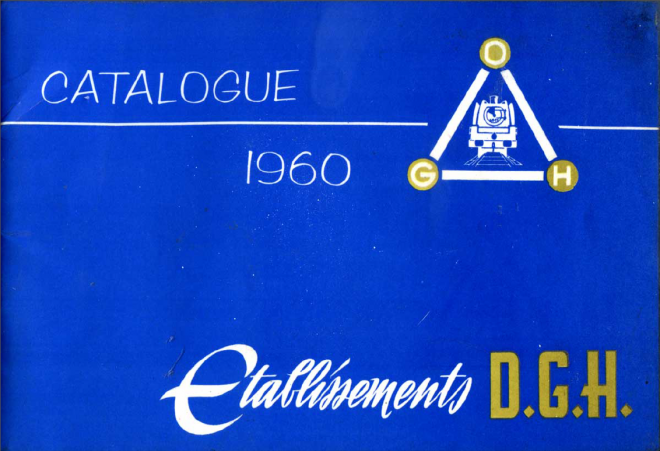 CATALOGUE
1960
O
G H
Etablissements D.G.H.